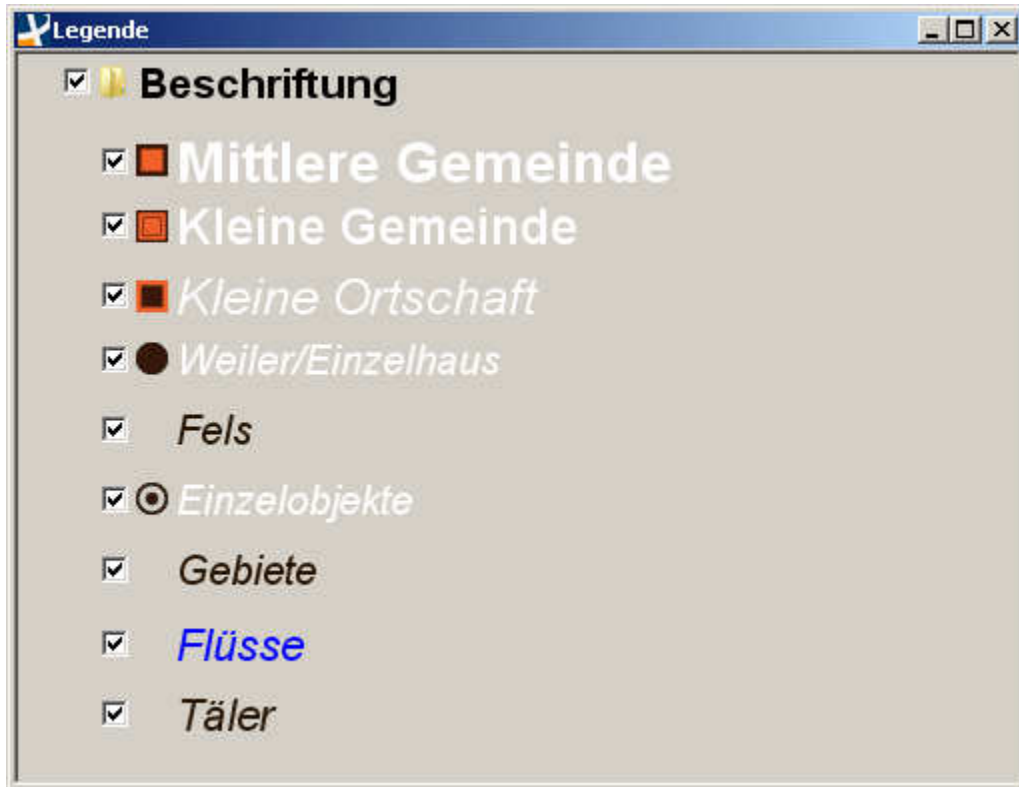 Legende
Beschriftung
Mittlere Gemeinde
Kleine Gemeinde
Kleine Ortschaft
Weiler/Einzelhaus
Fels
Einzelobjekte
Gebiete
Flüsse
Täler